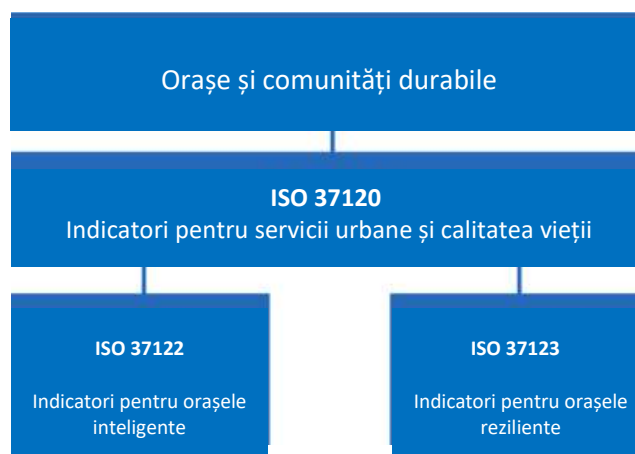 Orașe și comunități durabile
ISO 37120
Indicatori pentru servicii urbane și calitatea vieții
ISO 37122
Indicatori pentru orașele
inteligente
ISO 37123
Indicatori pentru orașele
reziliente